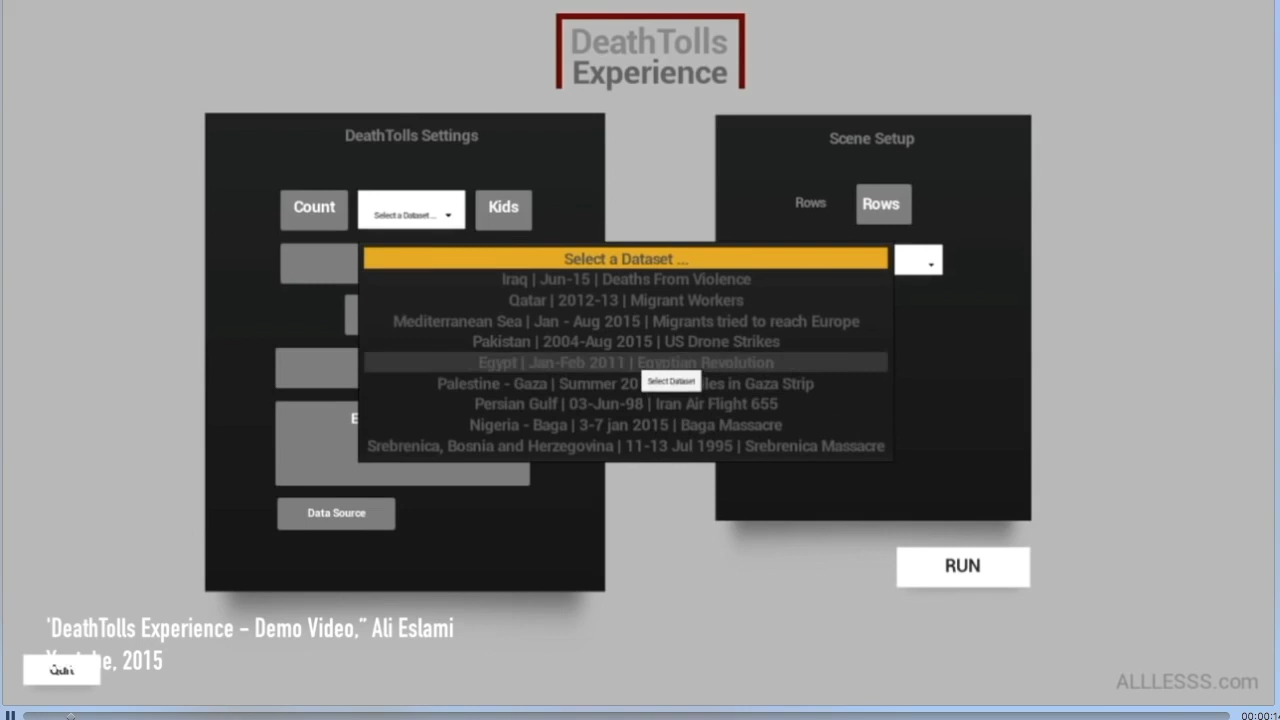 DeathTolls
Experience
DeathTolls Settings
Count
Select a Dataset ...
Kids
Scene Setup
Rows
Rows
Select a Dataset ...
Iraq | Jun-15 | Deaths From Violence
Qatar | 2012-13 | Migrant Workers
Mediterranean Sea | Jan - Aug 2015 | Migrants tried to reach Europe
Pakistan | 2004-Aug 2015 | US Drone Strikes
Egypt | Jan-Feb 2011 | Egyptian Revolution
Palestine - Gaza | Summer in Gaza Strip
Select Dataset
Persian Gulf | 03-Jun-98 | Iran Air Flight 655
Nigeria - Baga | 3-7 jan 2015 | Baga Massacre
Srebrenica, Bosnia and Herzegovina | 11-13 Jul 1995 | Srebrenica Massacre
Data Source
RUN
'DeathTolls Experience – Demo Video,” Ali Eslami
2015
ALLLESSS.com